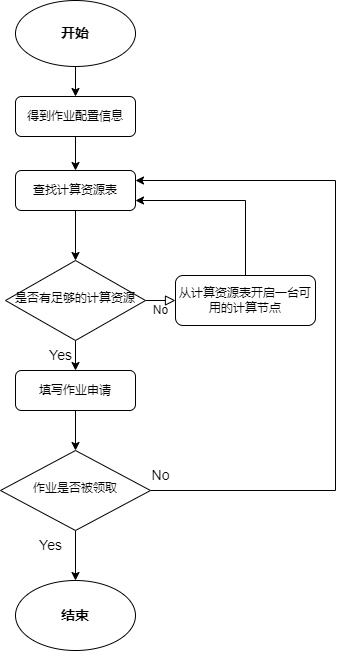 开始
得到作业配置信息
查找计算资源表
是否有足够的计算资源
No
从计算资源表开启一台可
用的计算节点
Yes
填写作业申请
作业是否被领取
No
Yes
结束